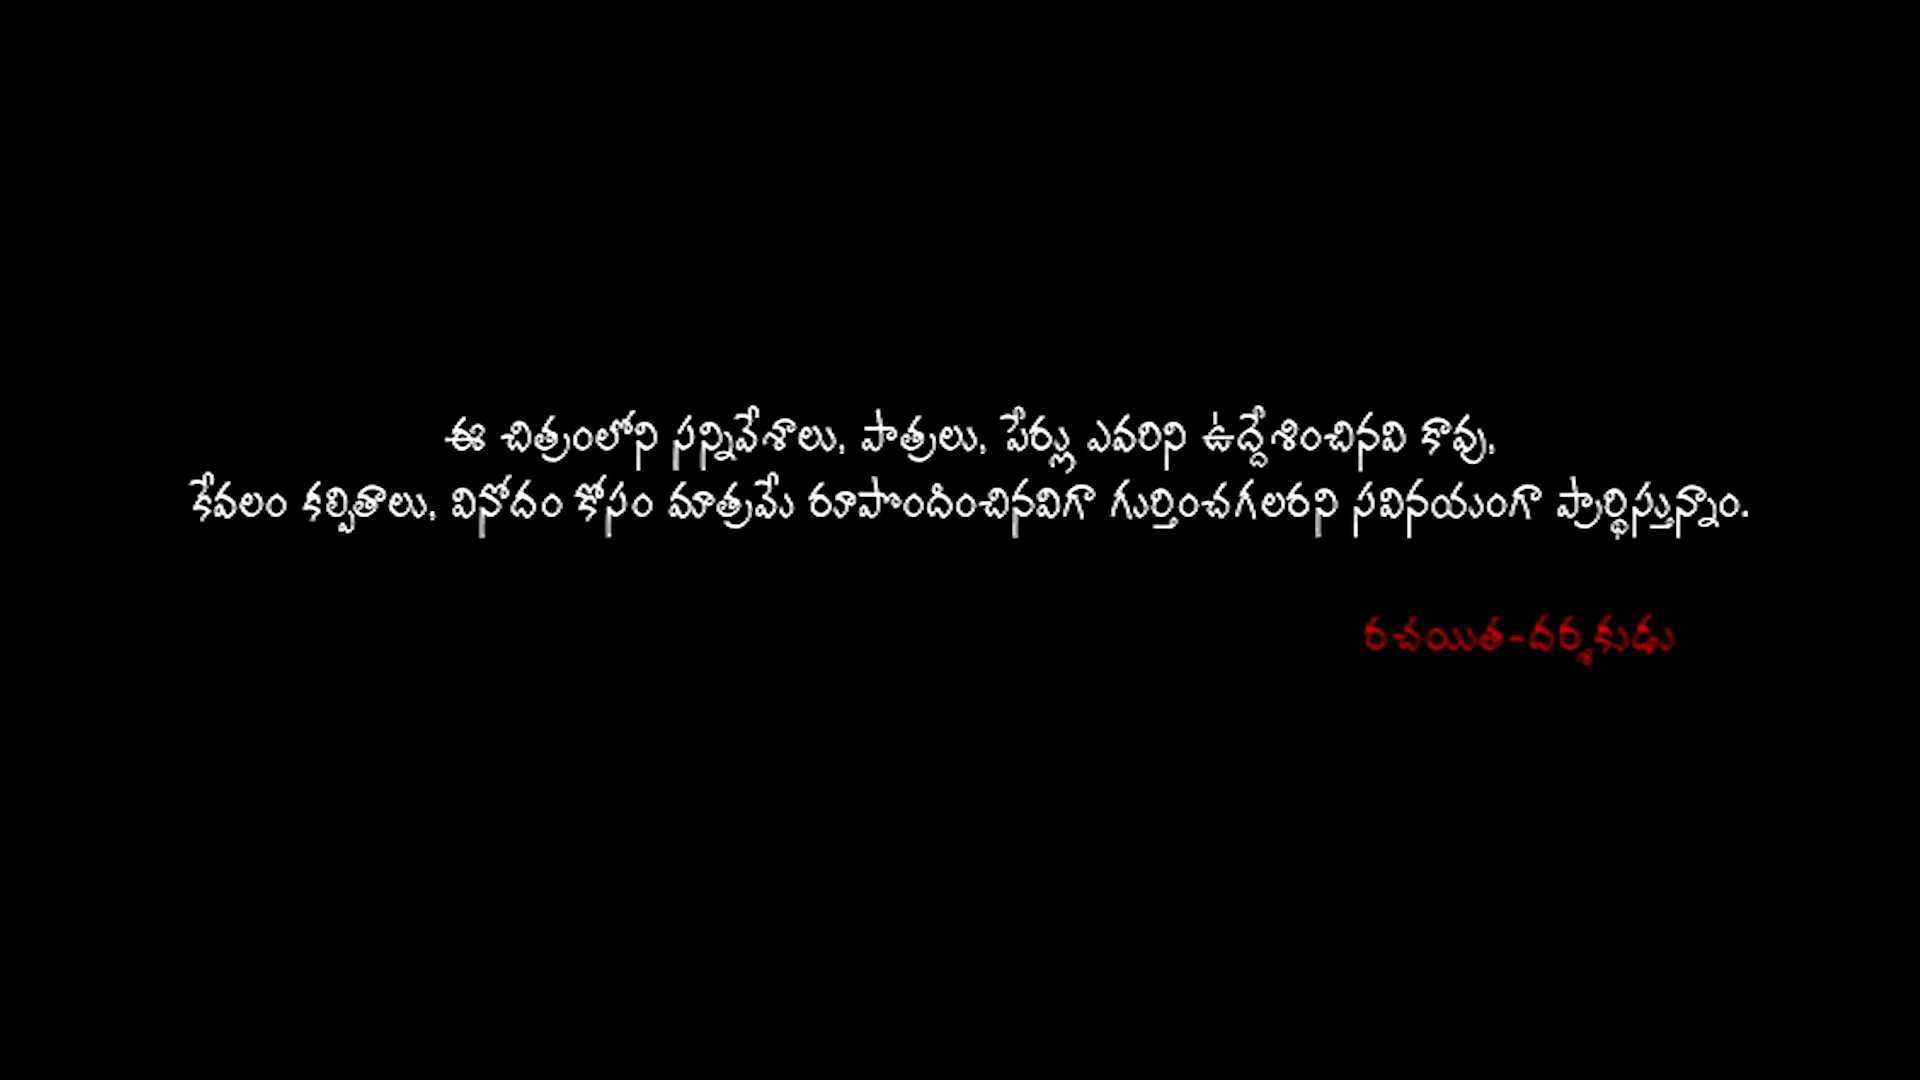 ఈ చిత్రంలోని సన్నివేశాలు, పాత్రలు, పేర్లు ఎవరిని ఉద్దేశించినవి కావు,
కేవలం కల్పితాలు, వినోదం కోసం మాత్రమే రూపొందించినవిగా గుర్తించగలరని సవినయంగా ప్రార్థిస్తున్నాం.
రచయిత-దర్శకుడు